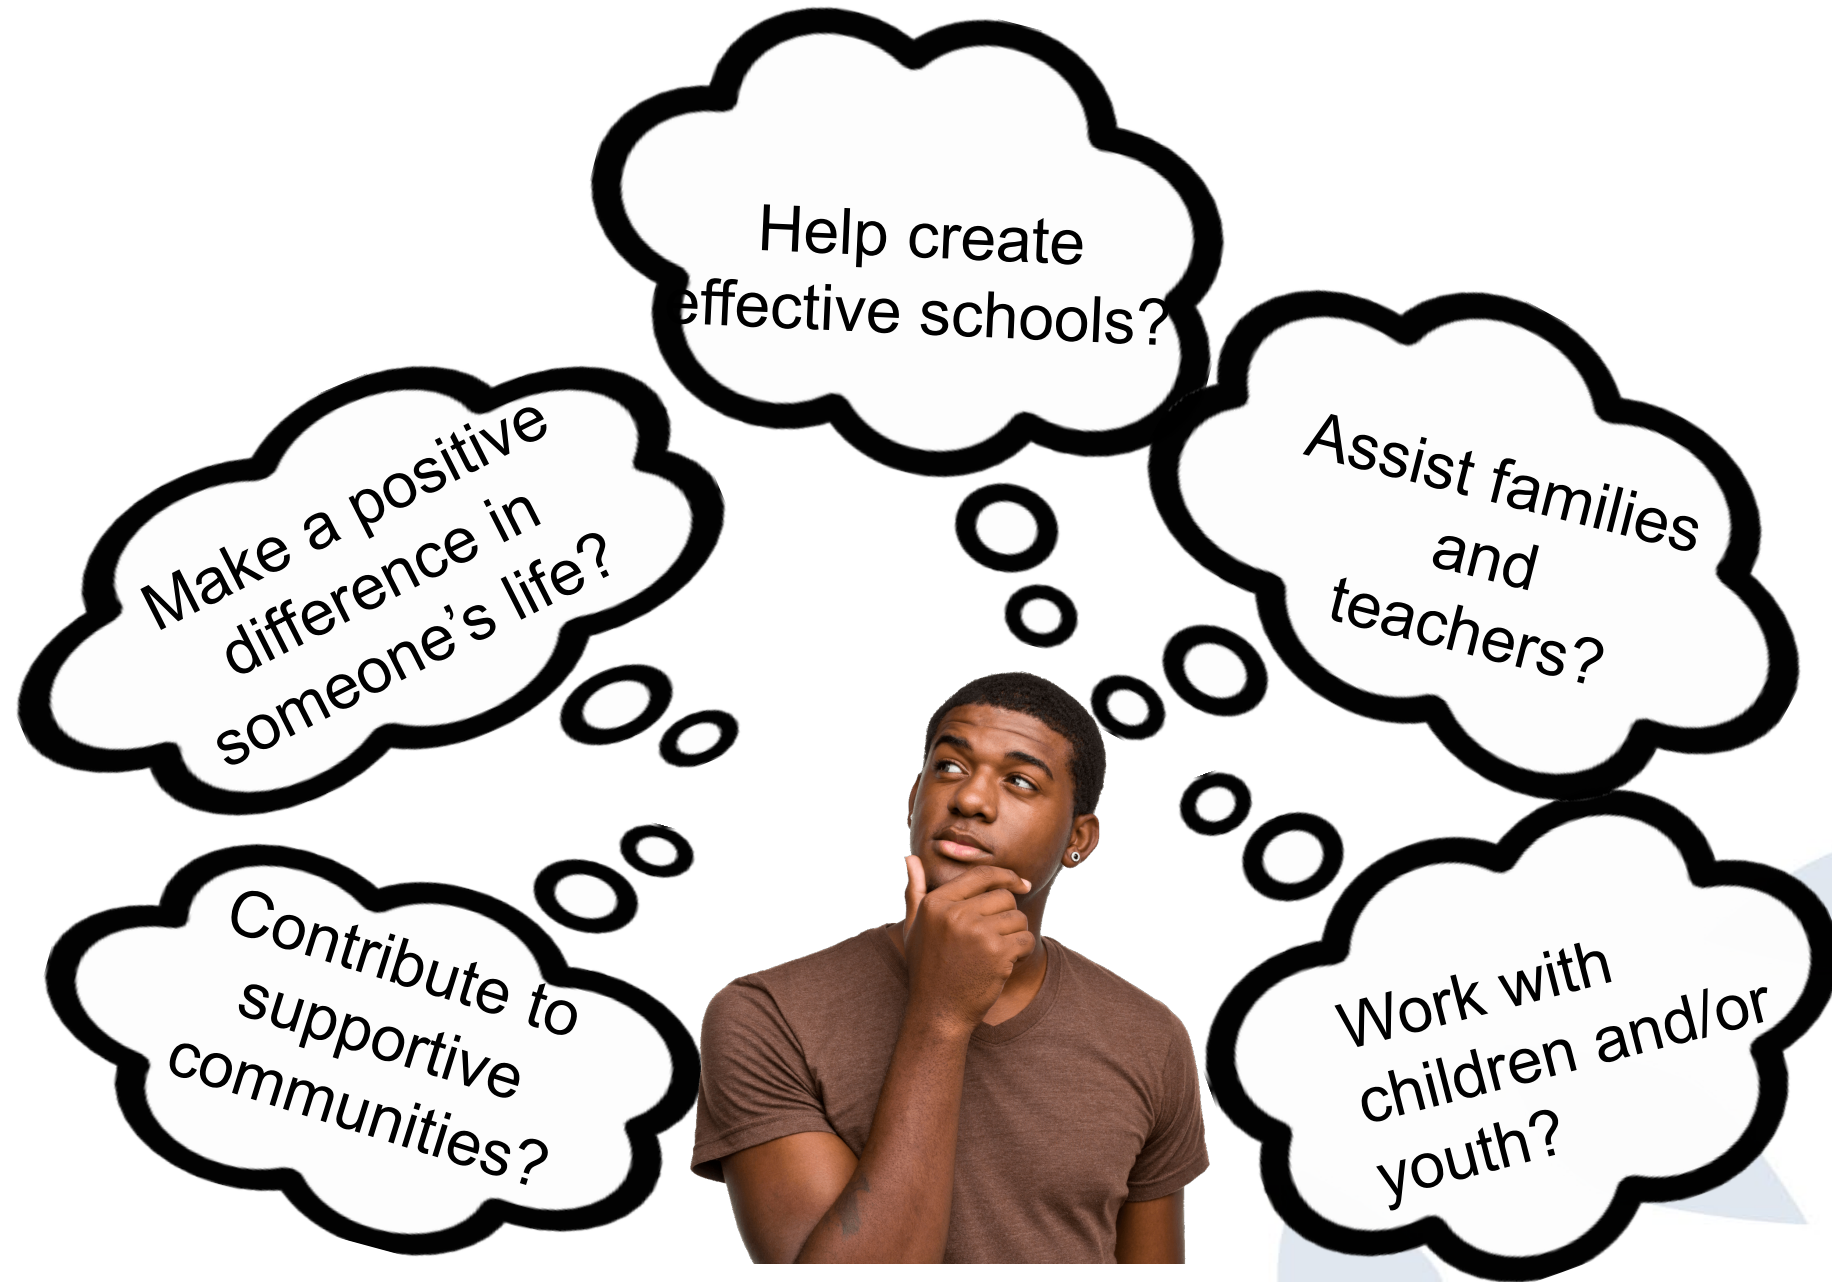 Help create
effective schools?
Make a positive
difference in
someone’s life?
Assist families
and
teachers?
Contribute to
supportive
communities?
Work with
children and/or
youth?